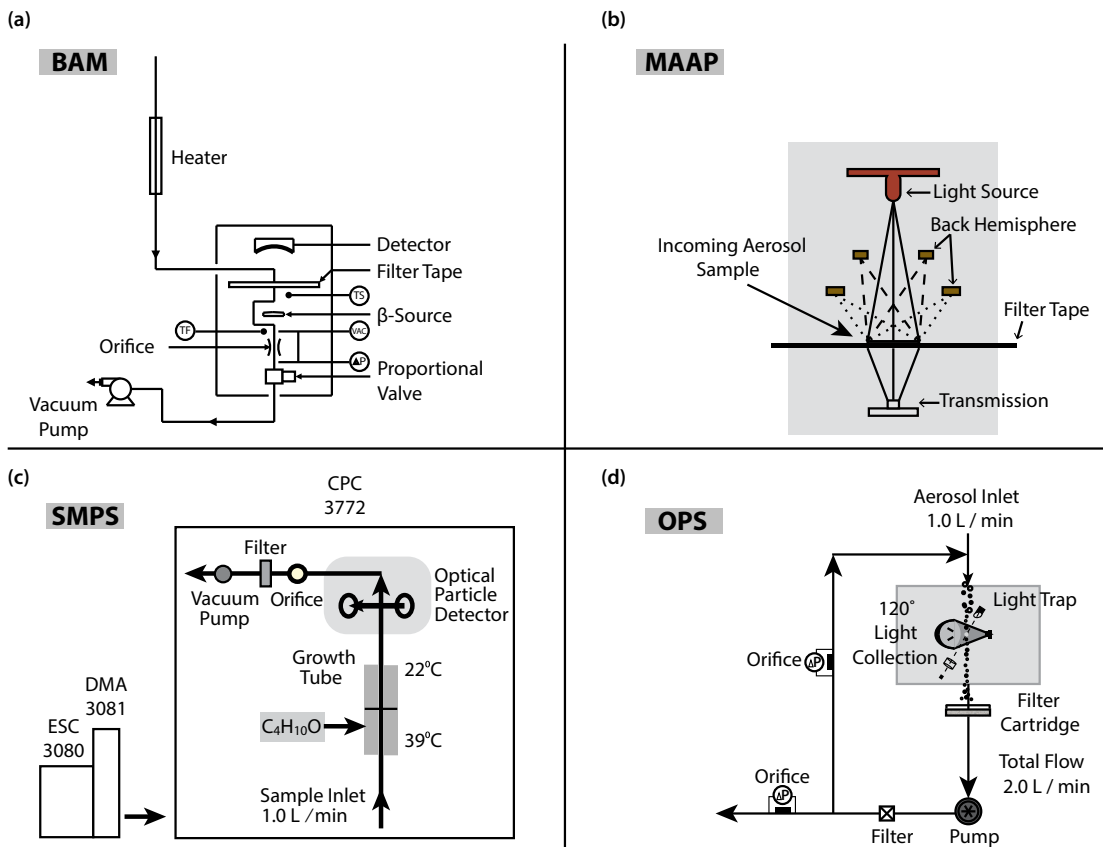 (a)
BAM
Heater
Detector
Filter Tape
TS
β-Source
TF
VAC
Orifice
▲P
Proportional
Valve
Vacuum
Pump
(b)
MAAP
Light Source
Back Hemisphere
Incoming Aerosol
Sample
Filter Tape
Transmission
(c)
SMPS
CPC
3772
Filter
Vacuum
Pump
Orifice
Optical
Particle
Detector
Growth
Tube
22°C
C₄H₁₀O
39°C
DMA
3081
ESC
3080
Sample Inlet
1.0 L / min
(d)
OPS
Aerosol Inlet
1.0 L / min
Light Trap
120°
Light
Collection
Orifice
ΔP
Filter
Cartridge
Total Flow
2.0 L / min
Orifice
ΔP
Filter
Pump